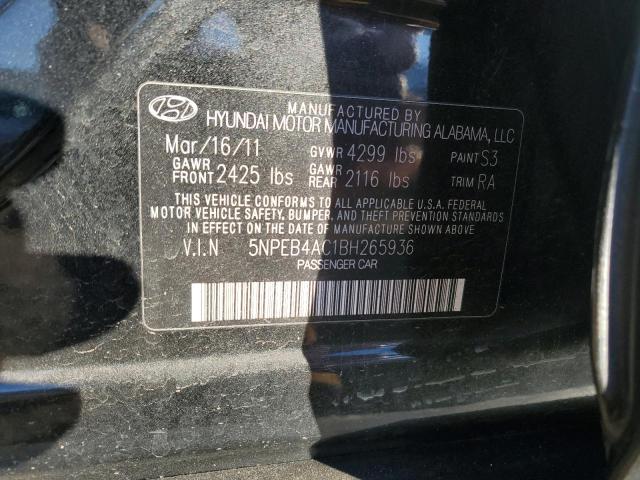 MANUFACTURED BY
HYUNDAI MOTOR MANUFACTURING ALABAMA, LLC
Mar/16/11 GVWR 4299 lbs PAINT S3
GAWR FRONT 2425 lbs GAWR REAR 2116 lbs TRIM RA
THIS VEHICLE CONFORMS TO ALL APPLICABLE U.S.A. FEDERAL
MOTOR VEHICLE SAFETY, BUMPER, AND THEFT PREVENTION
STANDARDS IN EFFECT ON THE DATE OF MANUFACTURE SHOWN ABOVE.
V.I.N 5NPEB4AC1BH265936
PASSENGER CAR